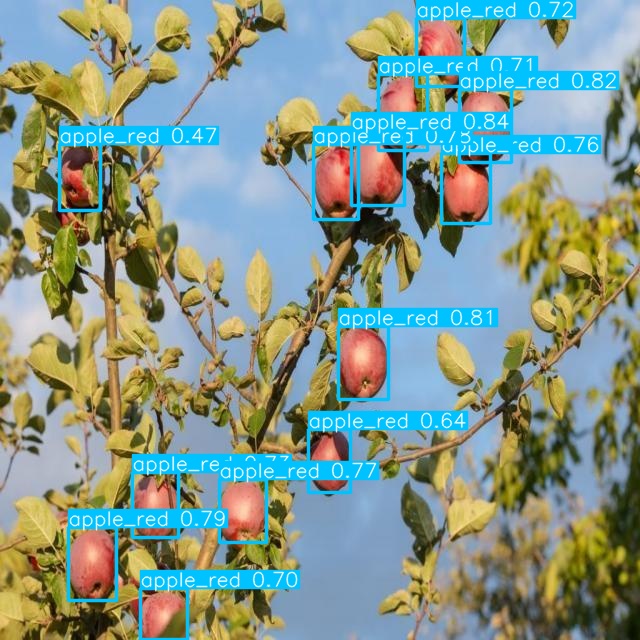 apple_red 0.72
apple_red 0.71
apple_red 0.82
apple_red 0.84
apple_red 0.47
apple_red 0.76
apple_red 0.81
apple_red 0.64
apple_red 0.77
apple_red 0.79
apple_red 0.70